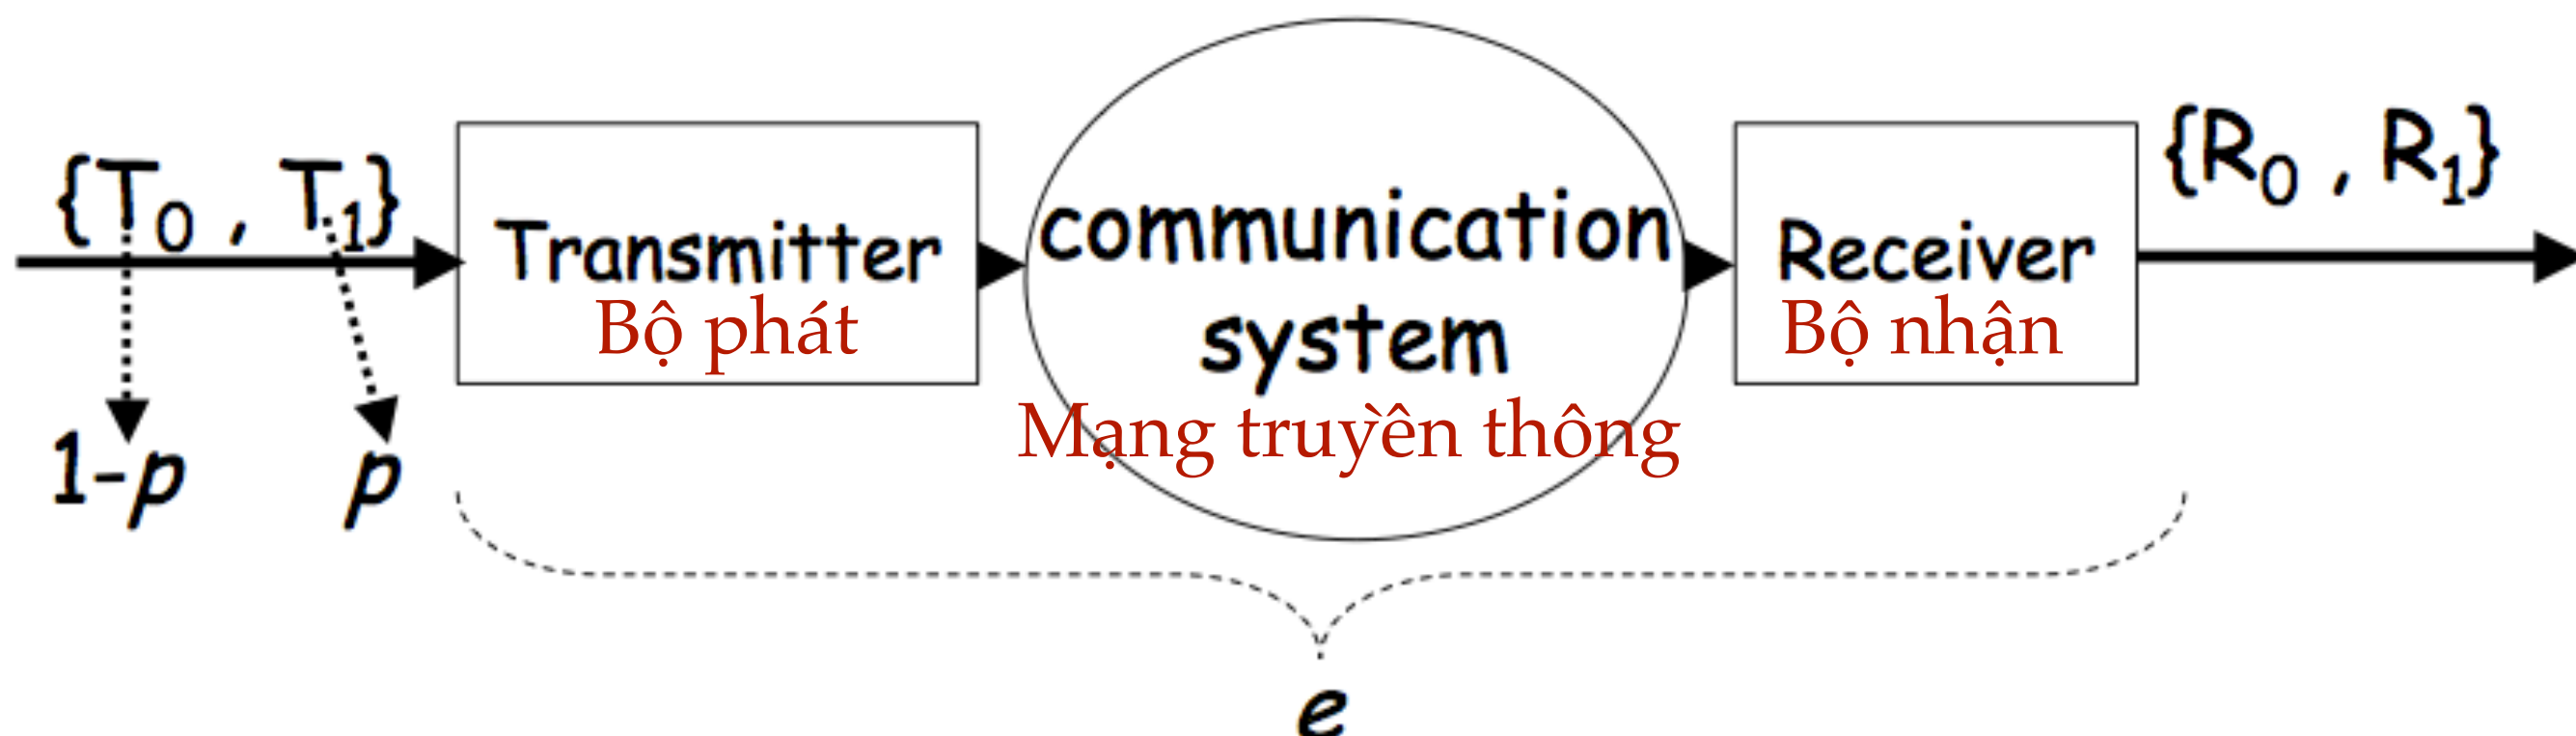 {T₀ , T₁}
Transmitter
Bộ phát
communication
system
Mạng truyền thông
Receiver
Bộ nhận
{R₀ , R₁}
1-p
p
e